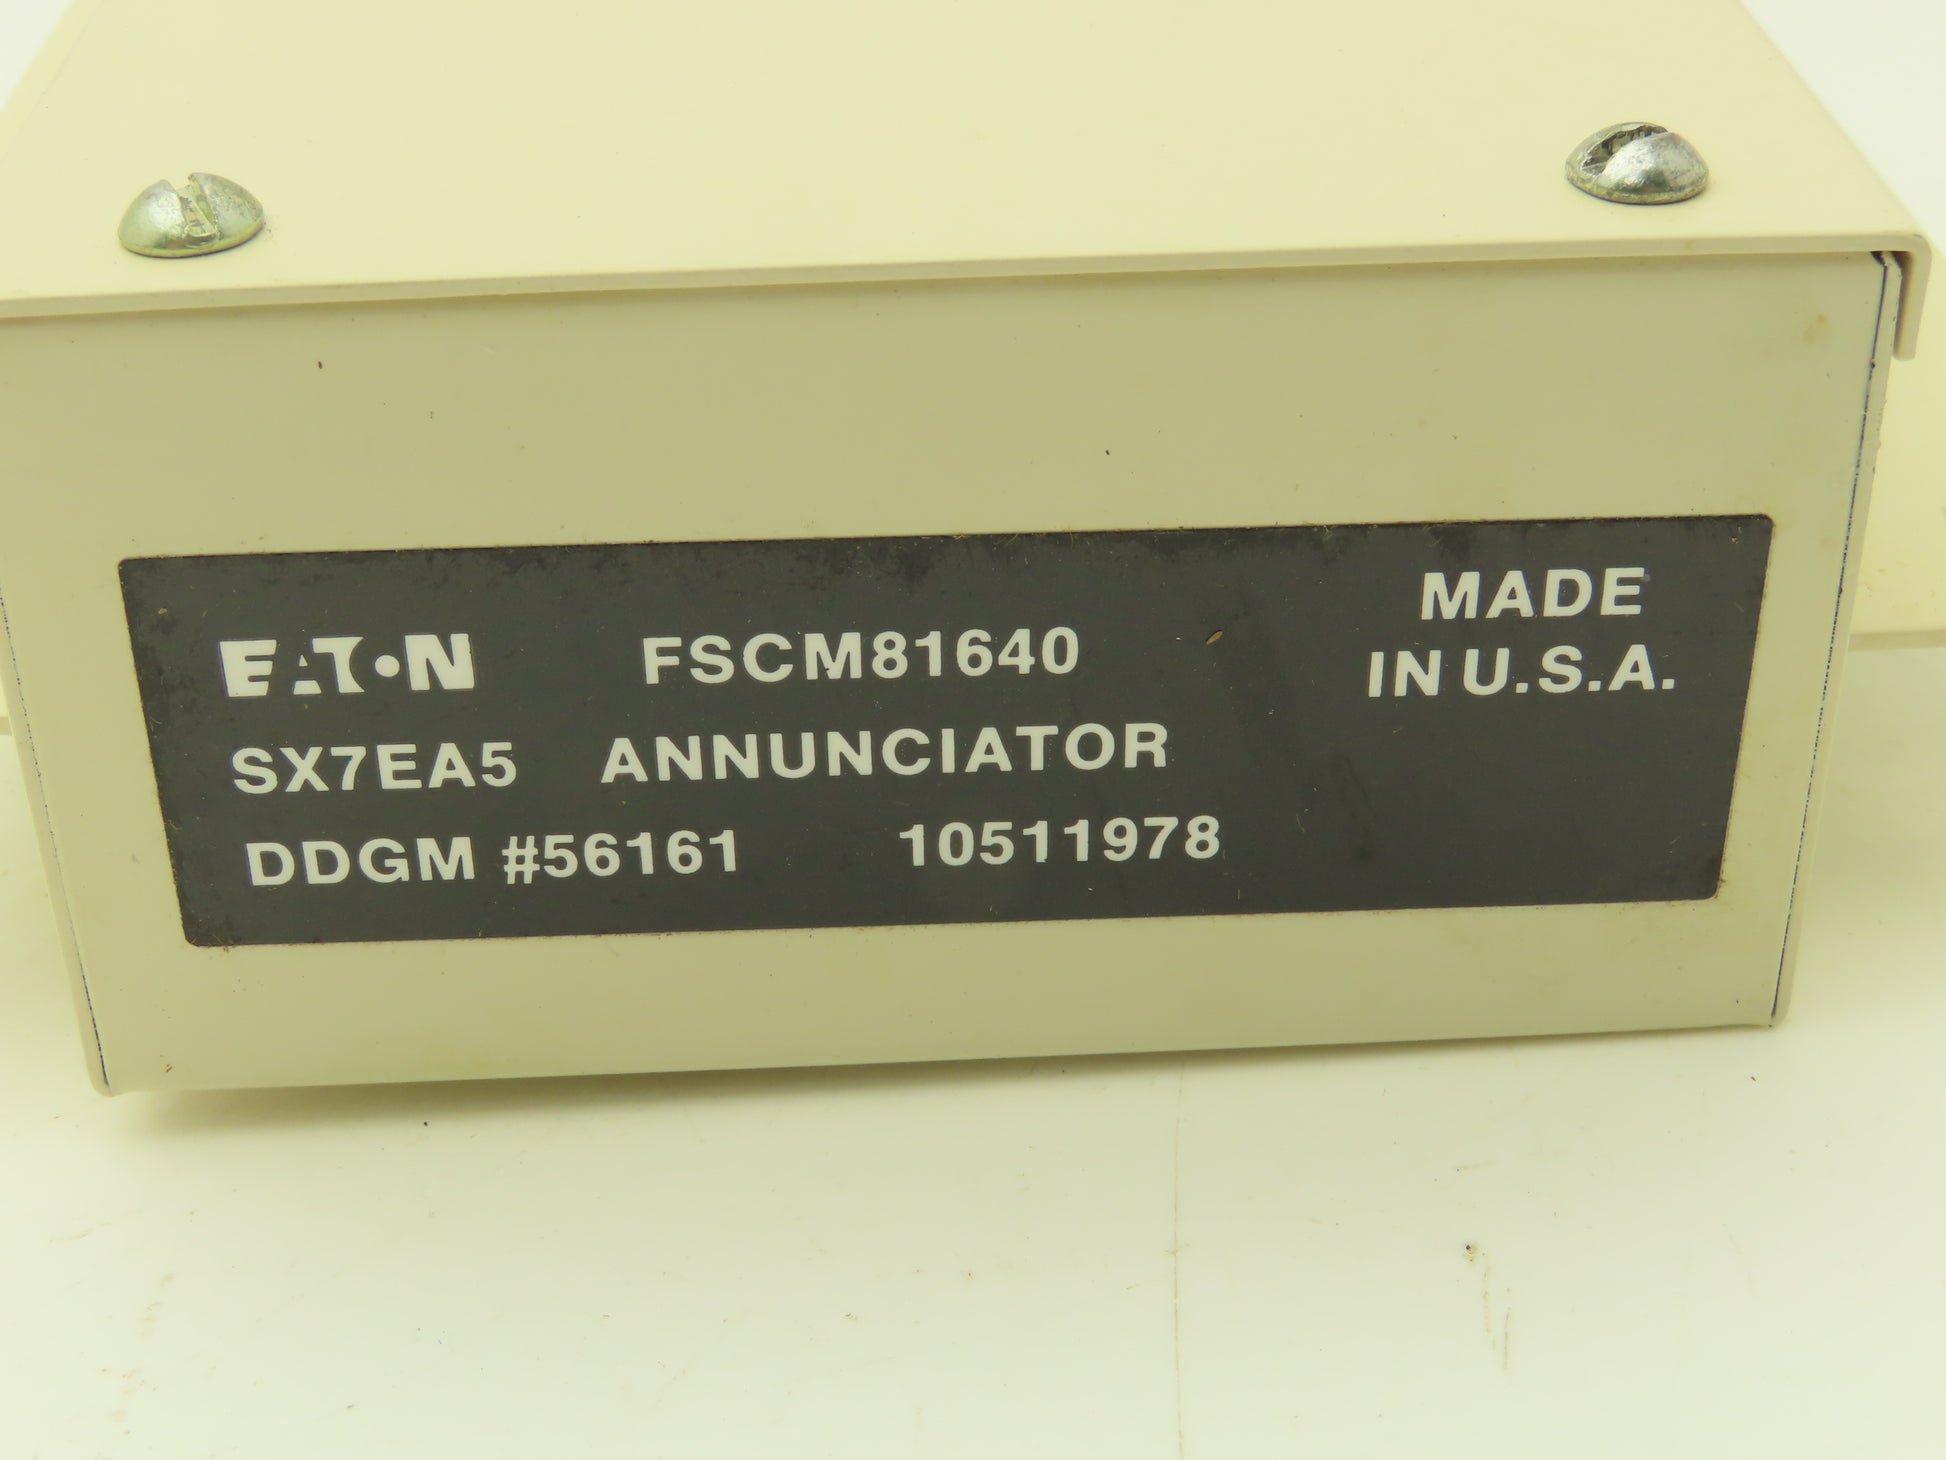 EATON FSCM81640
SX7EA5 ANNUNCIATOR
DDGM #56161 10511978
MADE
IN U.S.A.